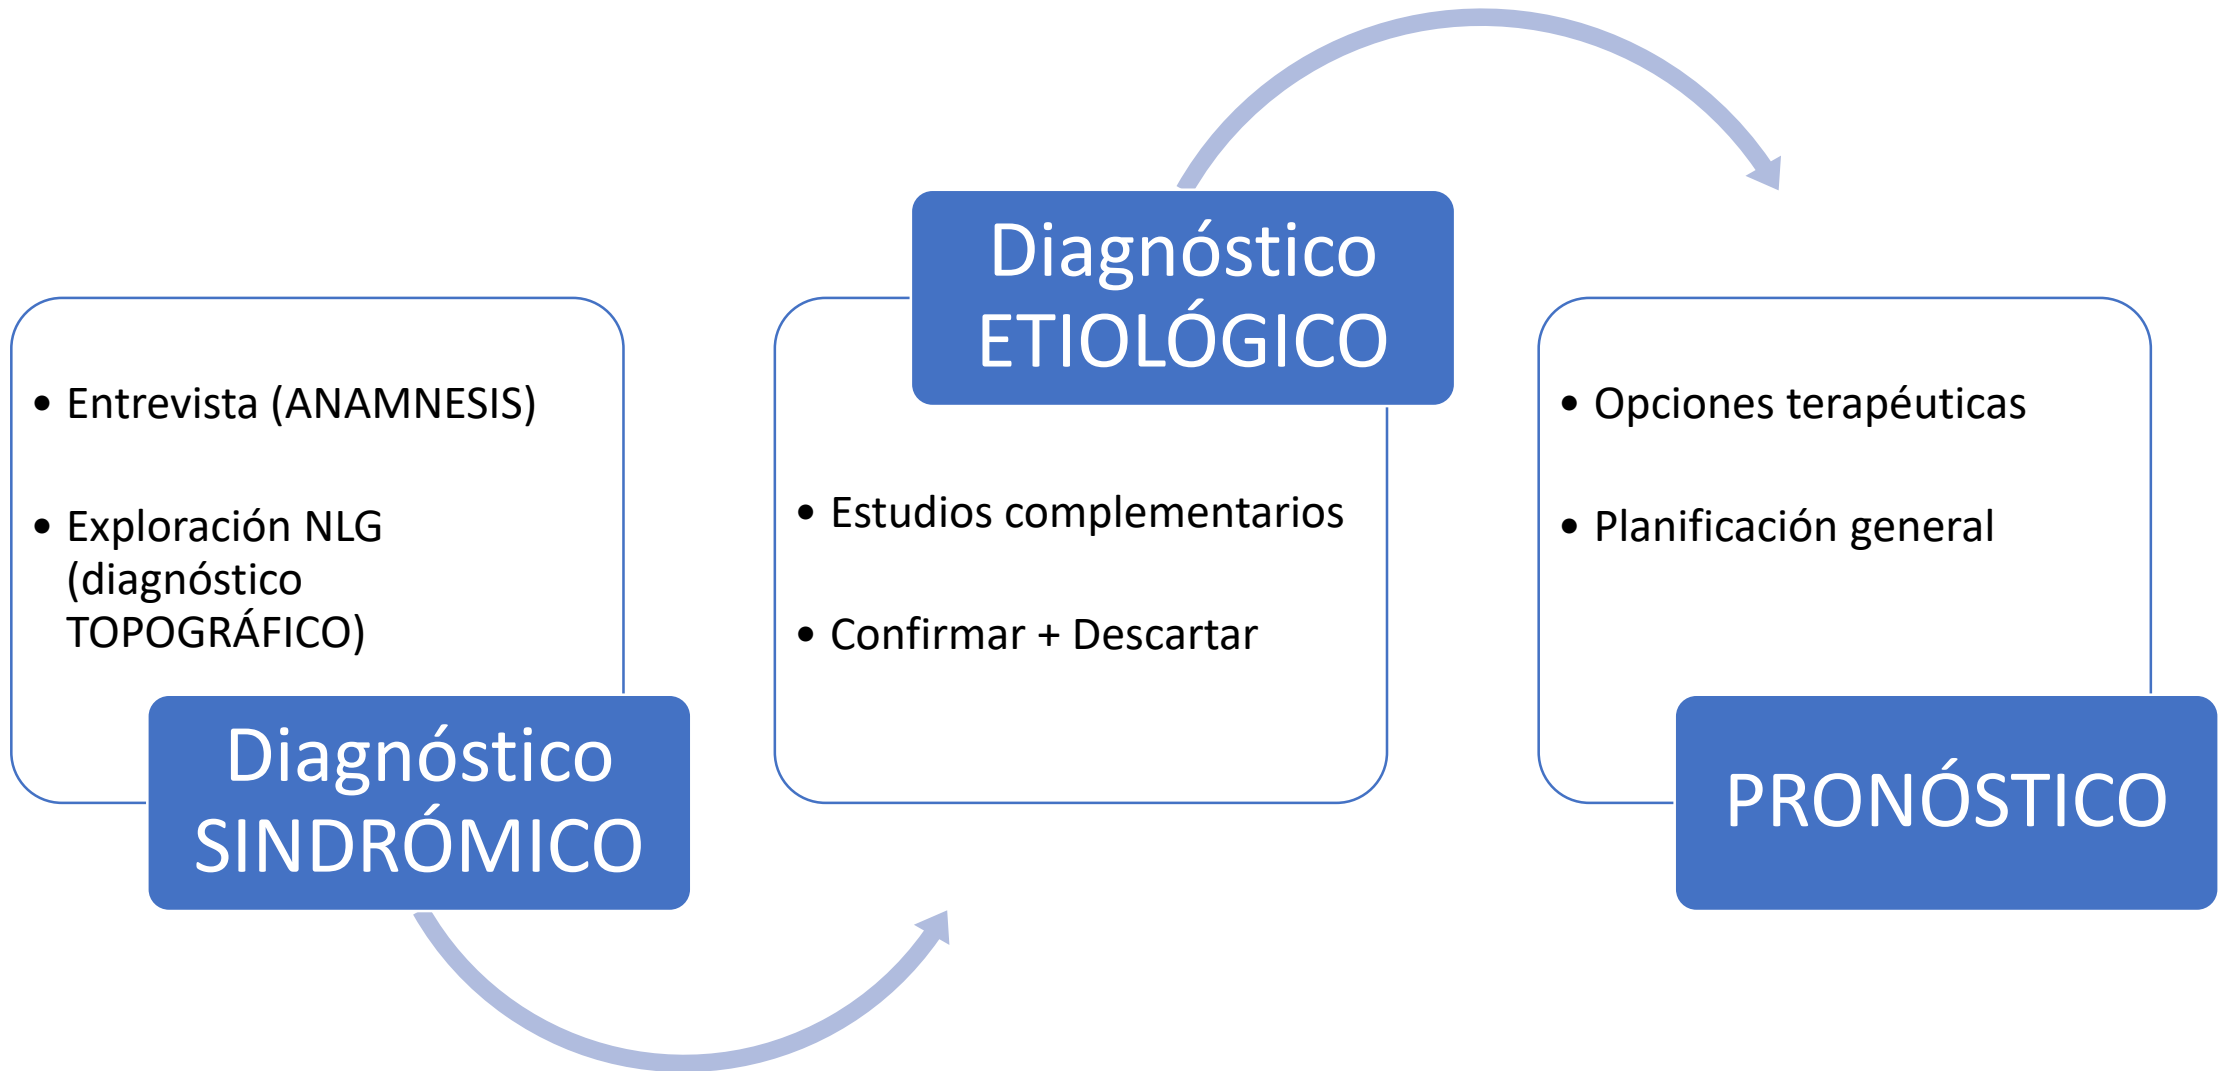 • Entrevista (ANAMNESIS)
• Exploración NLG
(diagnóstico
TOPOGRÁFICO)
Diagnóstico
SINDRÓMICO
Diagnóstico
ETIOLÓGICO
• Estudios complementarios
• Confirmar + Descartar
• Opciones terapéuticas
• Planificación general
PRONÓSTICO